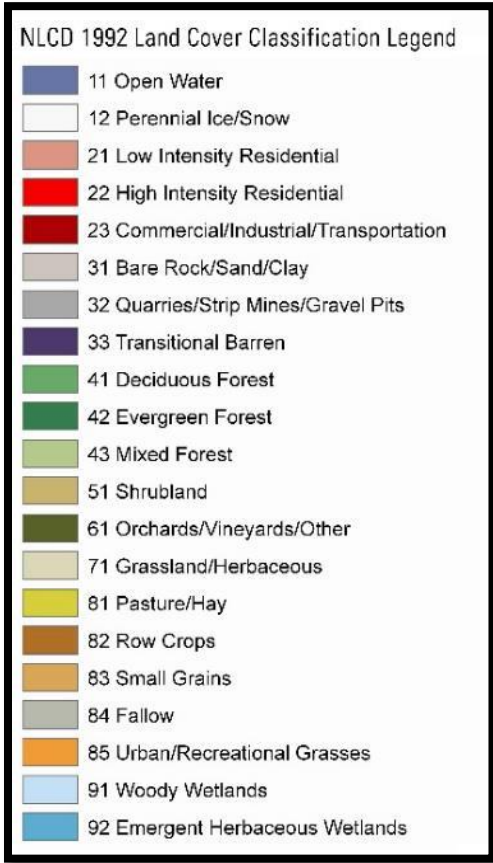 NLCD 1992 Land Cover Classification Legend
11 Open Water
12 Perennial Ice/Snow
21 Low Intensity Residential
22 High Intensity Residential
23 Commercial/Industrial/Transportation
31 Bare Rock/Sand/Clay
32 Quarries/Strip Mines/Gravel Pits
33 Transitional Barren
41 Deciduous Forest
42 Evergreen Forest
43 Mixed Forest
51 Shrubland
61 Orchards/Vineyards/Other
71 Grassland/Herbaceous
81 Pasture/Hay
82 Row Crops
83 Small Grains
84 Fallow
85 Urban/Recreational Grasses
91 Woody Wetlands
92 Emergent Herbaceous Wetlands